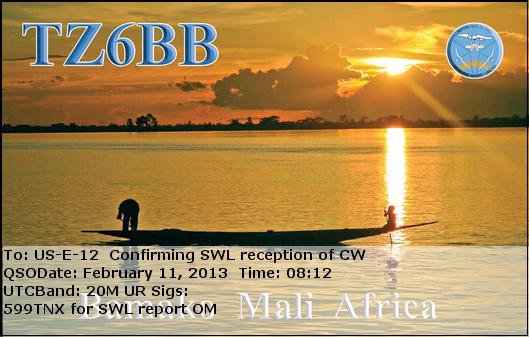 TZ6BB
To: US-E-12 Confirming SWL reception of CW
QSODate: February 11, 2013 Time: 08:12
UTCBand: 20M UR Sigs:
599TNX for SWL report OM
Bamako Mali Africa